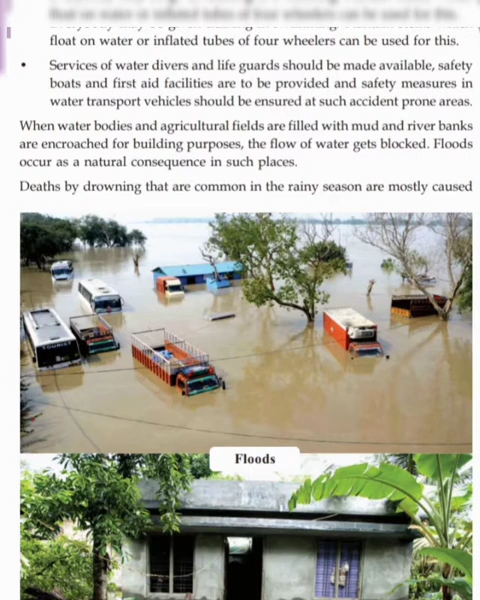 float on water or inflated tubes of four wheelers can be used for this.
• Services of water divers and life guards should be made available, safety
boats and first aid facilities are to be provided and safety measures in
water transport vehicles should be ensured at such accident prone areas.
When water bodies and agricultural fields are filled with mud and river banks
are encroached for building purposes, the flow of water gets blocked. Floods
occur as a natural consequence in such places.
Deaths by drowning that are common in the rainy season are mostly caused
TOURIST
Floods